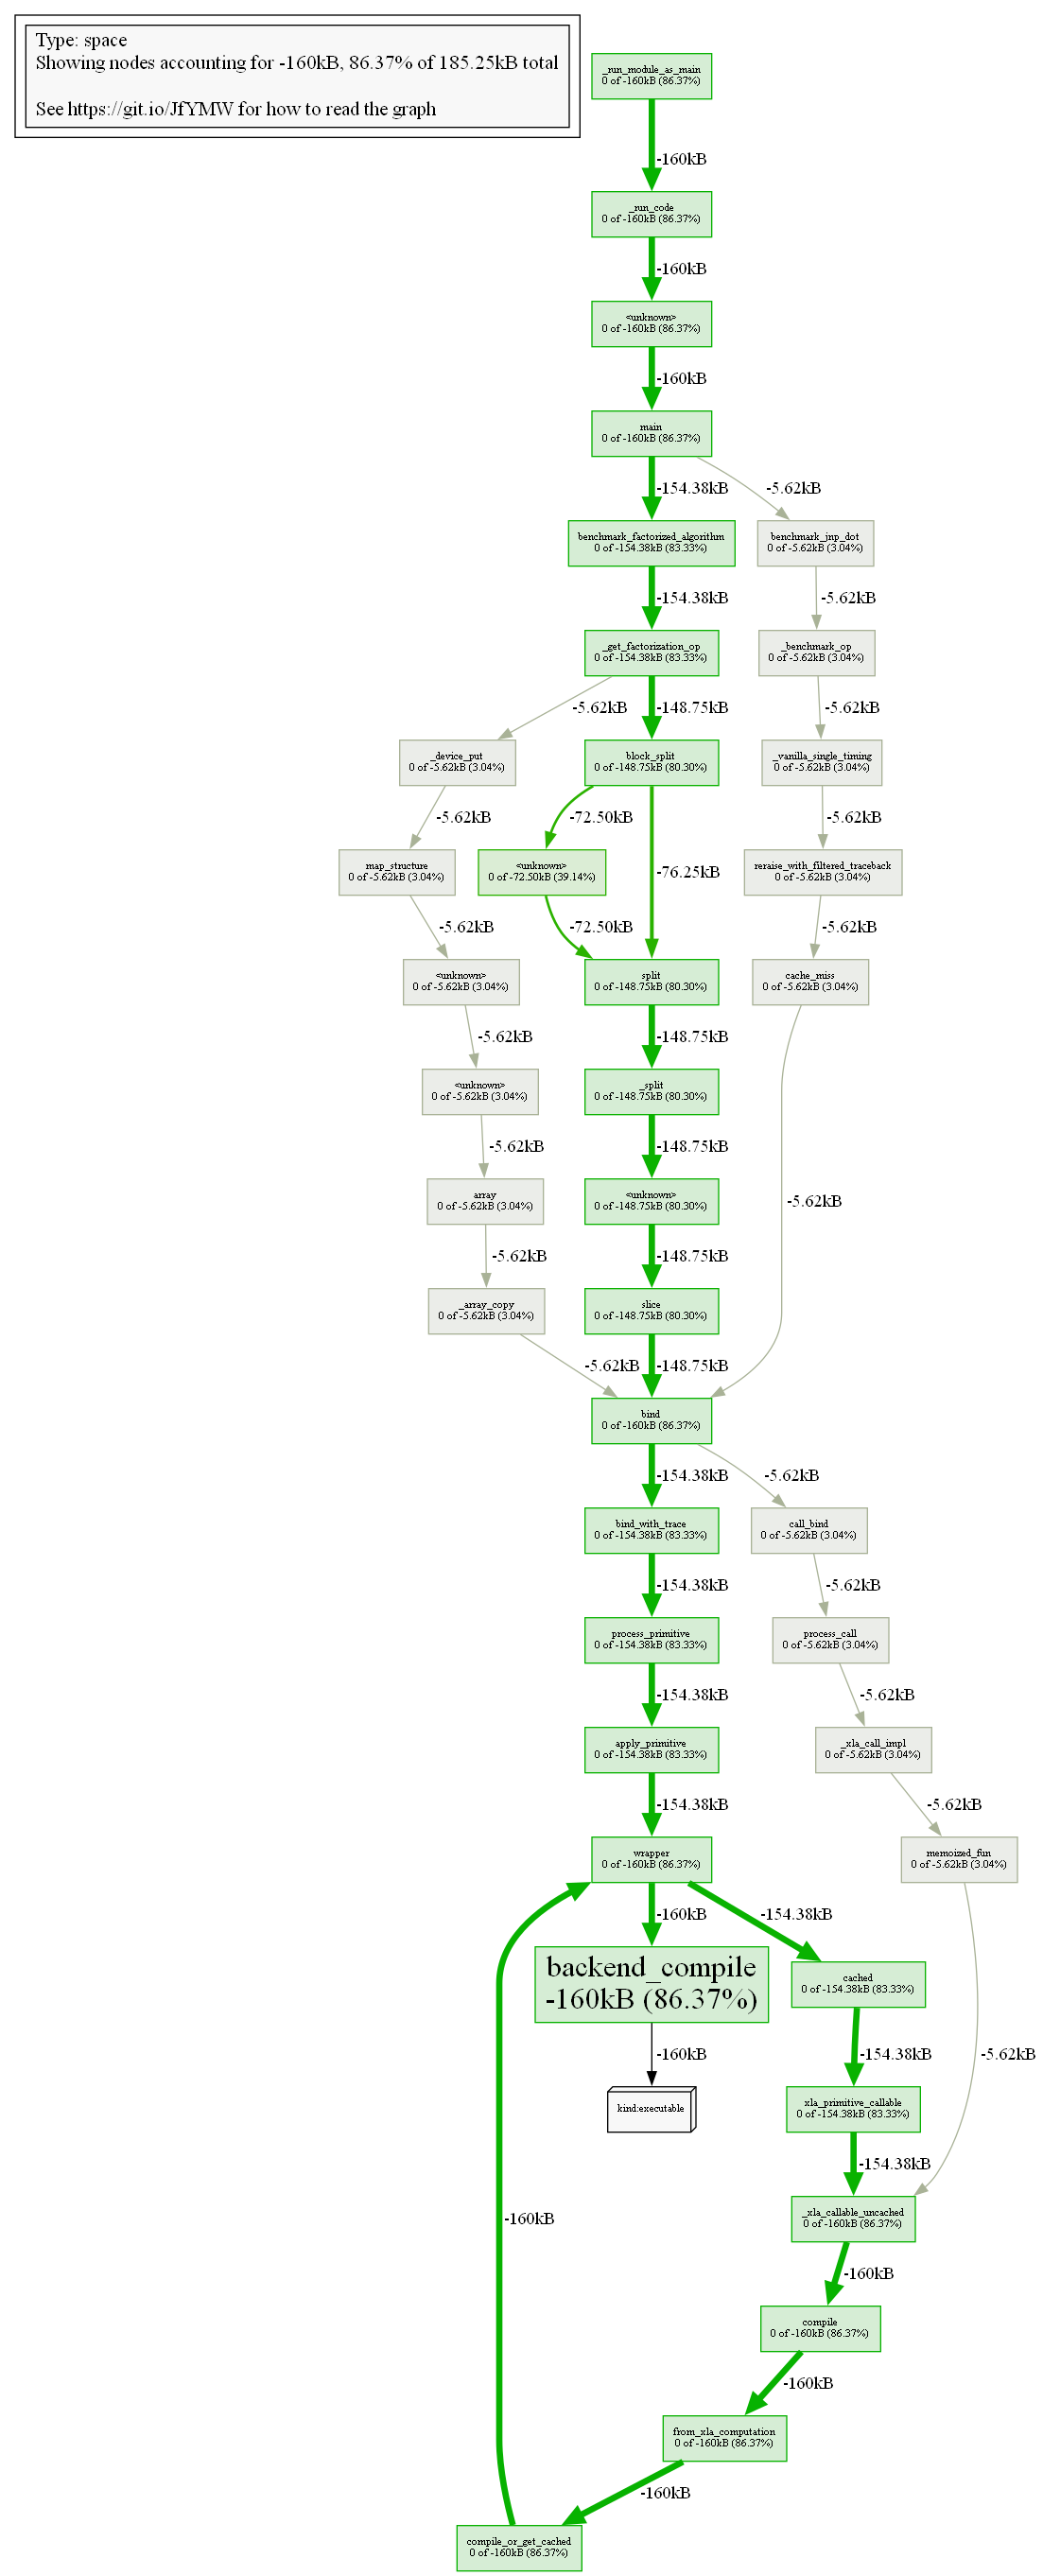 Type: space
Showing nodes accounting for -160kB, 86.37% of 185.25kB total
See https://git.io/JfYMW for how to read the graph
_run_module_as_main
0 of -160kB (86.37%)
-160kB
_run_code
0 of -160kB (86.37%)
-160kB
<unknown>
0 of -160kB (86.37%)
-160kB
main
0 of -160kB (86.37%)
-154.38kB
-5.62kB
benchmark_factorized_algorithm
0 of -154.38kB (83.33%)
benchmark_jnp_dot
0 of -5.62kB (3.04%)
-154.38kB
-5.62kB
_get_factorization_op
0 of -154.38kB (83.33%)
_benchmark_op
0 of -5.62kB (3.04%)
-5.62kB
-148.75kB
-5.62kB
_device_put
0 of -5.62kB (3.04%)
block_split
0 of -148.75kB (80.30%)
_vanilla_single_timing
0 of -5.62kB (3.04%)
-5.62kB
-72.50kB
-5.62kB
map_structure
0 of -5.62kB (3.04%)
<unknown>
0 of -72.50kB (39.14%)
-76.25kB
reraise_with_filtered_traceback
0 of -5.62kB (3.04%)
-5.62kB
-72.50kB
-5.62kB
<unknown>
0 of -5.62kB (3.04%)
split
0 of -148.75kB (80.30%)
cache_miss
0 of -5.62kB (3.04%)
-5.62kB
-148.75kB
<unknown>
0 of -5.62kB (3.04%)
_split
0 of -148.75kB (80.30%)
-5.62kB
-148.75kB
array
0 of -5.62kB (3.04%)
<unknown>
0 of -148.75kB (80.30%)
-5.62kB
-5.62kB
-148.75kB
_array_copy
0 of -5.62kB (3.04%)
slice
0 of -148.75kB (80.30%)
-5.62kB
-148.75kB
bind
0 of -160kB (86.37%)
-154.38kB
-5.62kB
bind_with_trace
0 of -154.38kB (83.33%)
call_bind
0 of -5.62kB (3.04%)
-154.38kB
-5.62kB
process_primitive
0 of -154.38kB (83.33%)
process_call
0 of -5.62kB (3.04%)
-154.38kB
-5.62kB
apply_primitive
0 of -154.38kB (83.33%)
_xla_call_impl
0 of -5.62kB (3.04%)
-154.38kB
-5.62kB
wrapper
0 of -160kB (86.37%)
memoized_fun
0 of -5.62kB (3.04%)
-160kB
-154.38kB
backend_compile
-160kB (86.37%)
cached
0 of -154.38kB (83.33%)
-160kB
-154.38kB
-5.62kB
kind:executable
xla_primitive_callable
0 of -154.38kB (83.33%)
-154.38kB
-160kB
_xla_callable_uncached
0 of -160kB (86.37%)
-160kB
compile
0 of -160kB (86.37%)
-160kB
from_xla_computation
0 of -160kB (86.37%)
-160kB
compile_or_get_cached
0 of -160kB (86.37%)